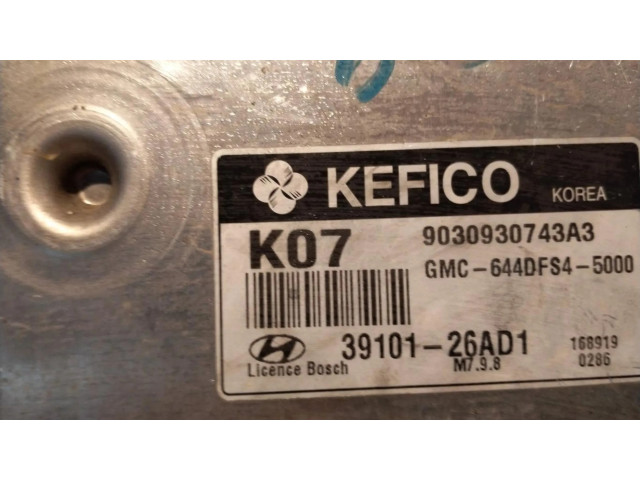 KEFICO KOREA
K07 9030930743A3
GMC-644DFS4-5000
39101-26AD1 168919
Licence Bosch M7.9.8 0286